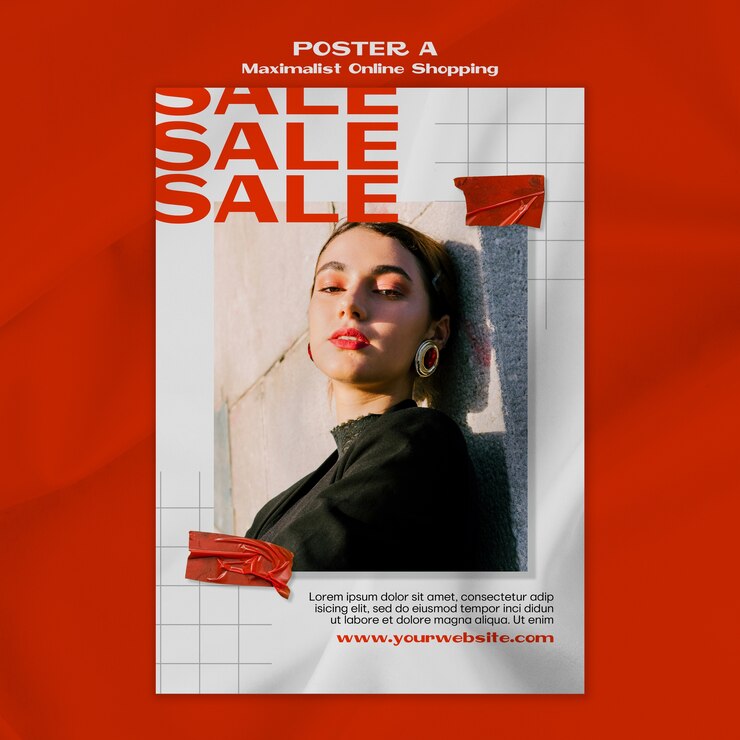 POSTER A
Maximalist Online Shopping
SALE
SALE
SALE
Lorem ipsum dolor sit amet, consectetur adip
isicing elit, sed do eiusmod tempor inci didun
ut labore et dolore magna aliqua. Ut enim
www.yourwebsite.com